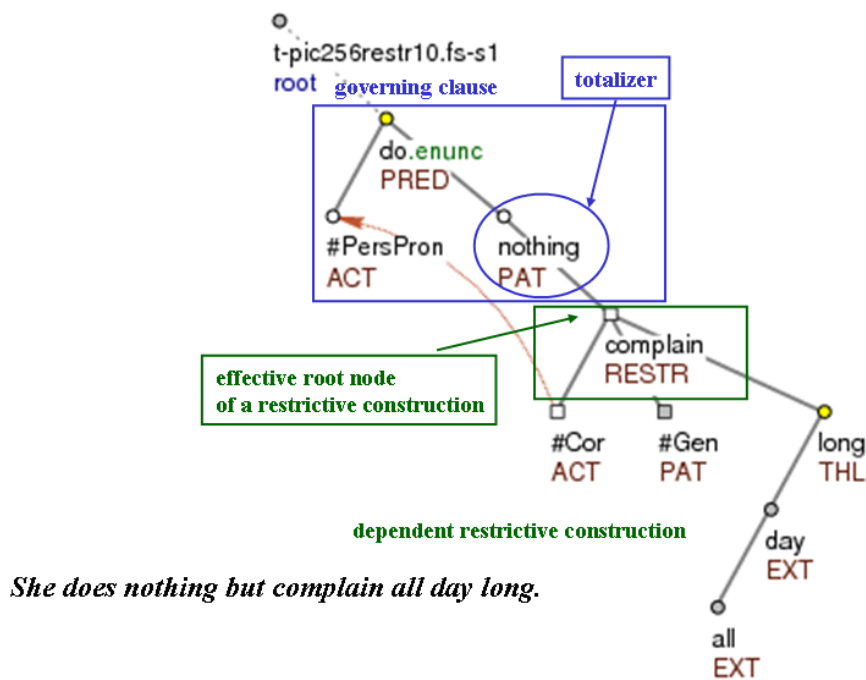 t-pic256restr10.fs-s1
root
governing clause
totalizer
do.enunc
PRED
#PersPron
ACT
nothing
PAT
complain
RESTR
effective root node
of a restrictive construction
#Cor
ACT
#Gen
PAT
long
THL
dependent restrictive construction
day
EXT
She does nothing but complain all day long.
all
EXT